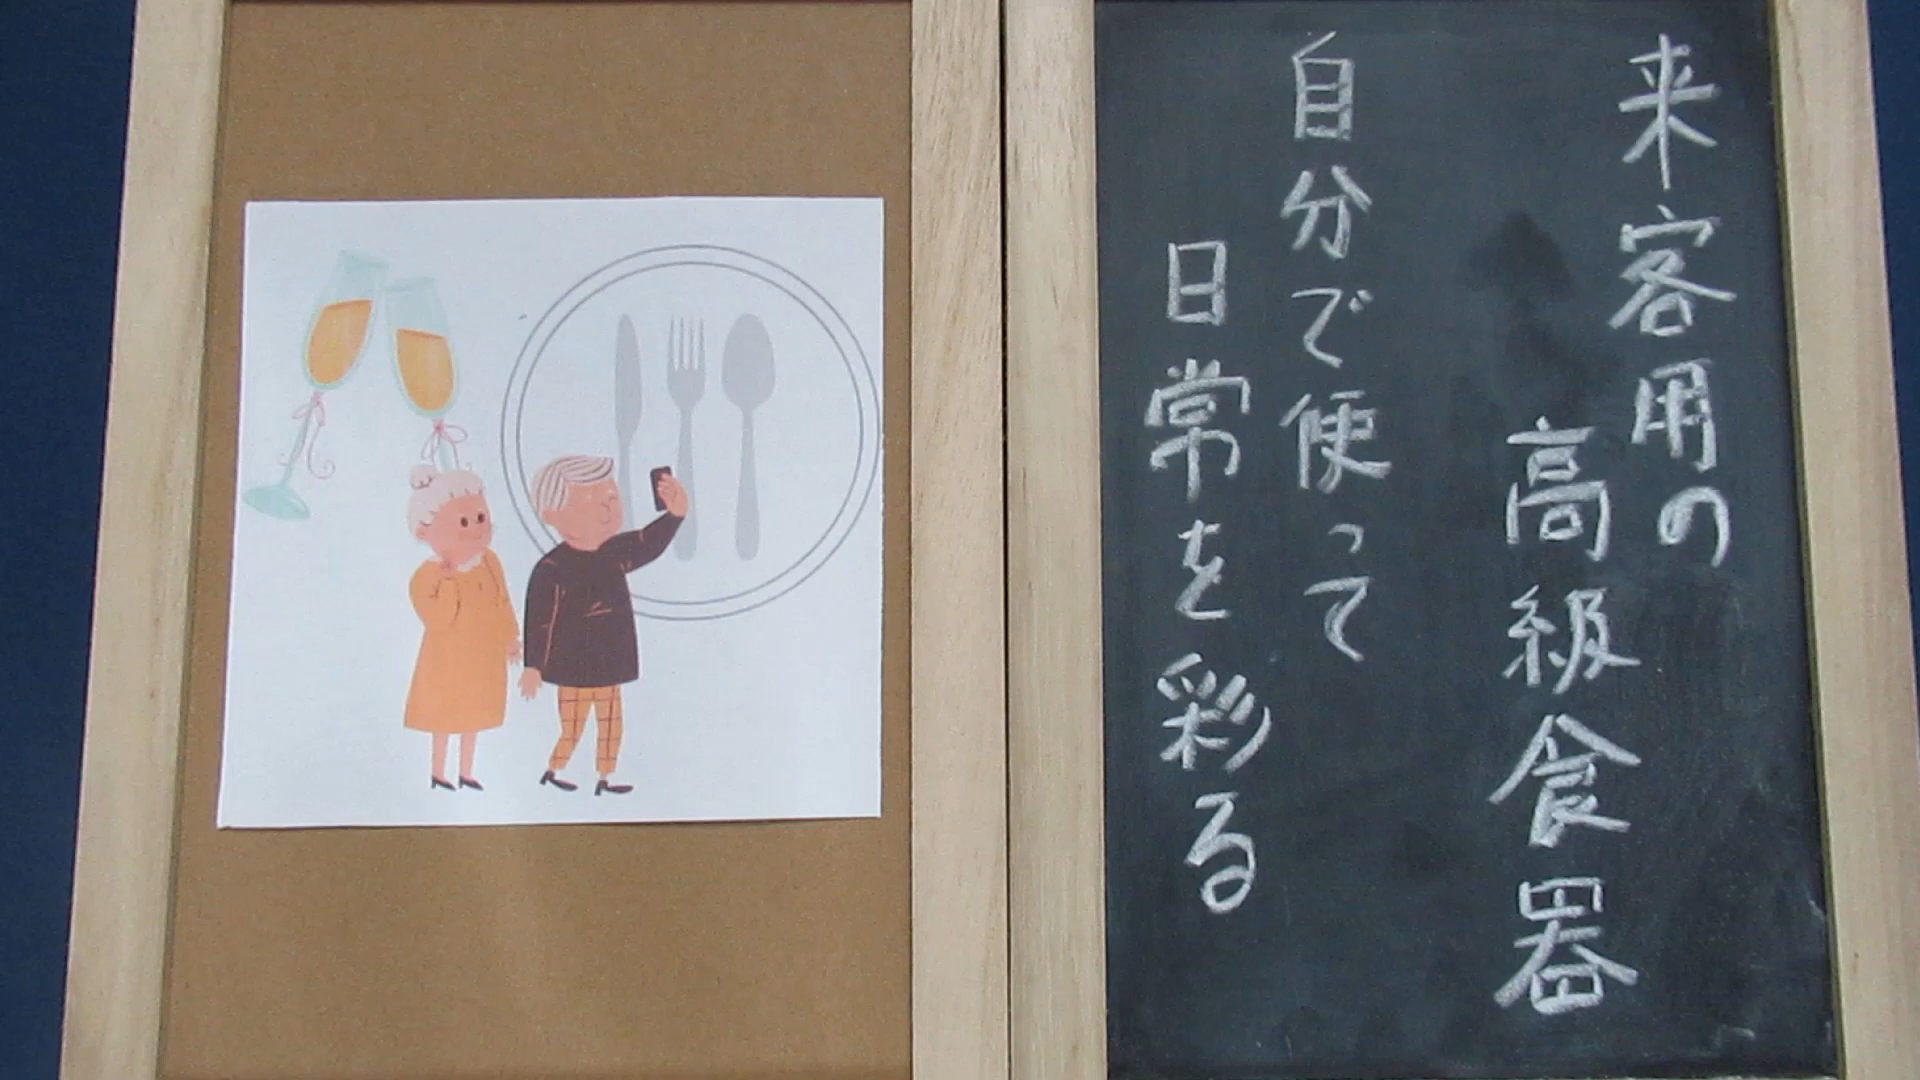 来客用の
高級食器
自分で使って
日常を彩る